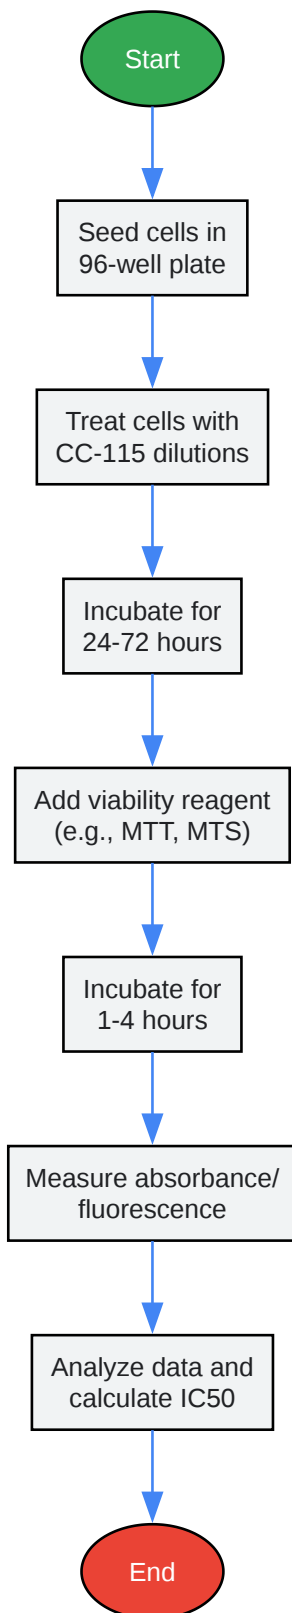 Start
Seed cells in
96-well plate
Treat cells with
CC-115 dilutions
Incubate for
24-72 hours
Add viability reagent
(e.g., MTT, MTS)
Incubate for
1-4 hours
Measure absorbance/
fluorescence
Analyze data and
calculate IC50
End